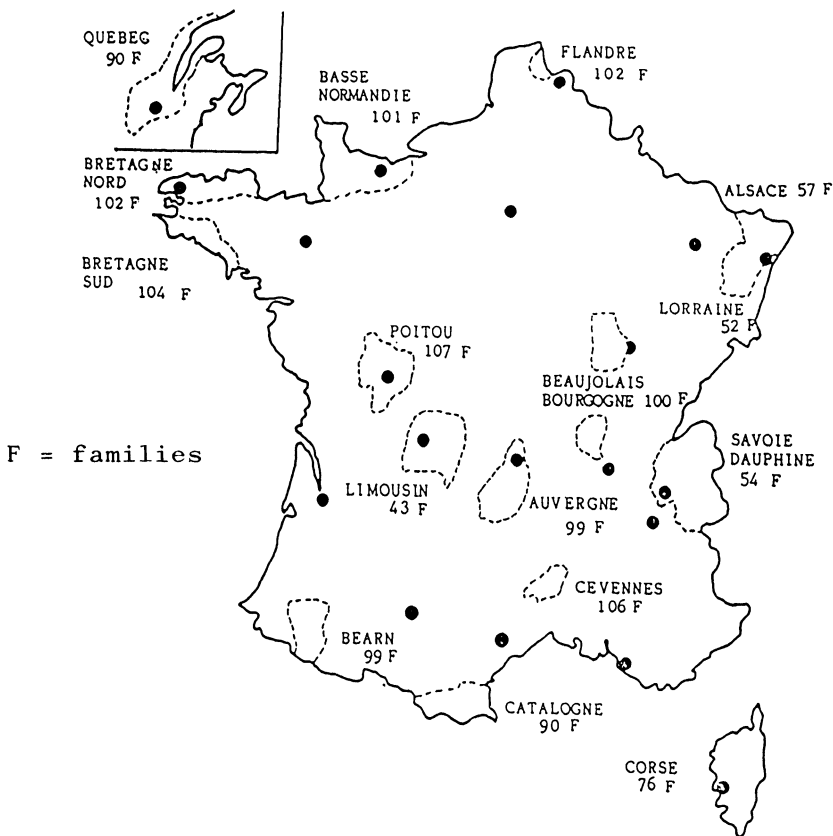 QUEBEC
90 F
BASSE
NORMANDIE
101 F
FLANDRE
102 F
BRETAGNE
NORD
102 F
ALSACE 57 F
BRETAGNE
SUD
104 F
LORRAINE
52 F
POITOU
107 F
BEAUJOLAIS
BOURGOGNE 100 F
F = families
SAVOIE
DAUPHINE
54 F
LIMOUSIN
43 F
AUVERGNE
99 F
CEVENNES
106 F
BEARN
99 F
CATALOGNE
90 F
CORSE
76 F